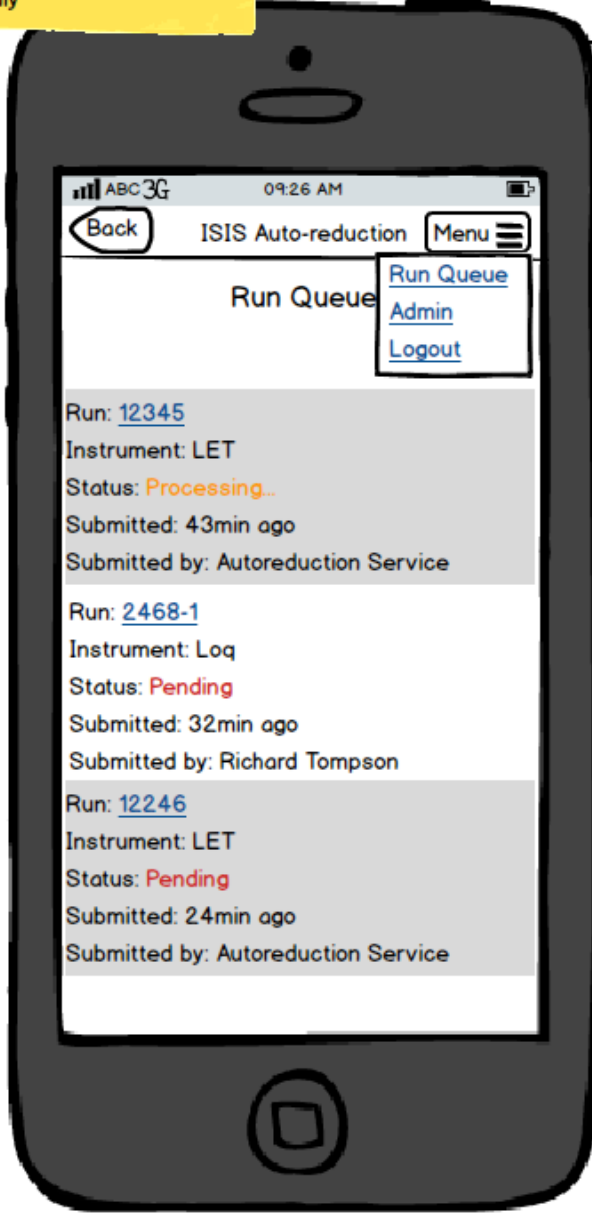 ABC 3G 09:26 AM
Back ISIS Auto-reduction Menu
Run Queue
Admin
Logout
Run Queue
Run: 12345
Instrument: LET
Status: Processing...
Submitted: 43min ago
Submitted by: Autoreduction Service
Run: 2468-1
Instrument: Loq
Status: Pending
Submitted: 32min ago
Submitted by: Richard Tompson
Run: 12246
Instrument: LET
Status: Pending
Submitted: 24min ago
Submitted by: Autoreduction Service